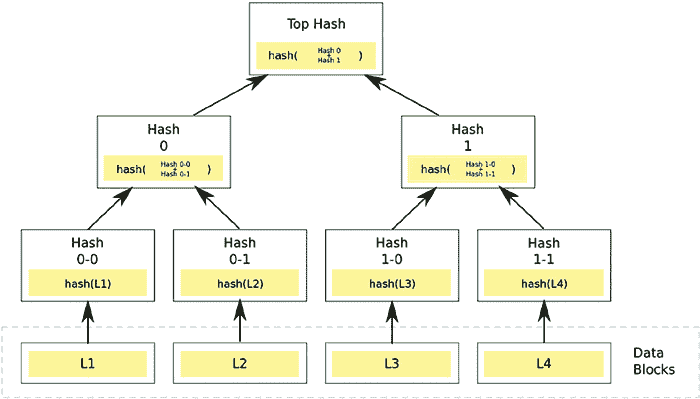 Top Hash
hash( Hash 0 + Hash 1 )
Hash
0
hash( Hash 0-0 + Hash 0-1 )
Hash
1
hash( Hash 1-0 + Hash 1-1 )
Hash
0-0
hash(L1)
Hash
0-1
hash(L2)
Hash
1-0
hash(L3)
Hash
1-1
hash(L4)
L1
L2
L3
L4
Data
Blocks